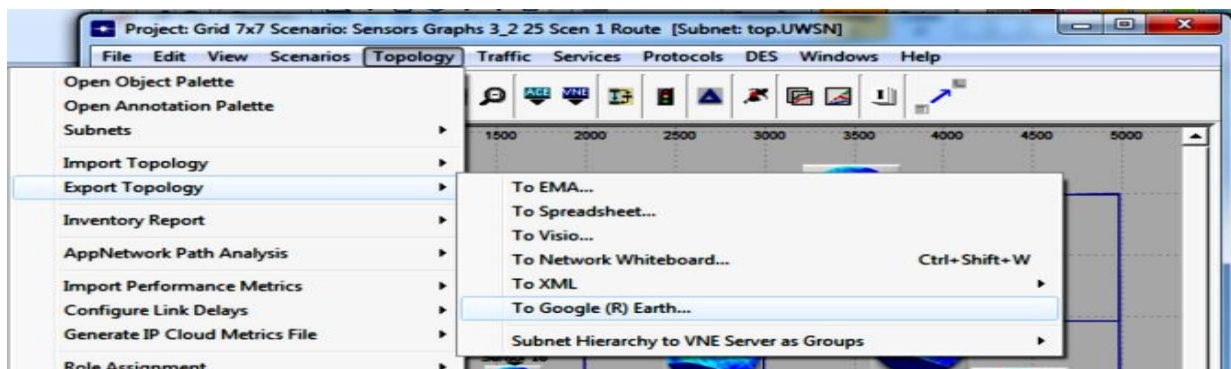 Project: Grid 7x7 Scenario: Sensors Graphs 3_2 25 Scen 1 Route [Subnet: top.UWSN]
File Edit View Scenarios Topology Traffic Services Protocols DES Windows Help
Open Object Palette
Open Annotation Palette
Subnets
Import Topology
Export Topology
Inventory Report
AppNetwork Path Analysis
Import Performance Metrics
Configure Link Delays
Generate IP Cloud Metrics File
Role Assignment
ACE VNE
1500 2000 2500 3000 3500 4000 4500 5000
To EMA...
To Spreadsheet...
To Visio...
To Network Whiteboard... Ctrl+Shift+W
To XML
To Google (R) Earth...
Subnet Hierarchy to VNE Server as Groups